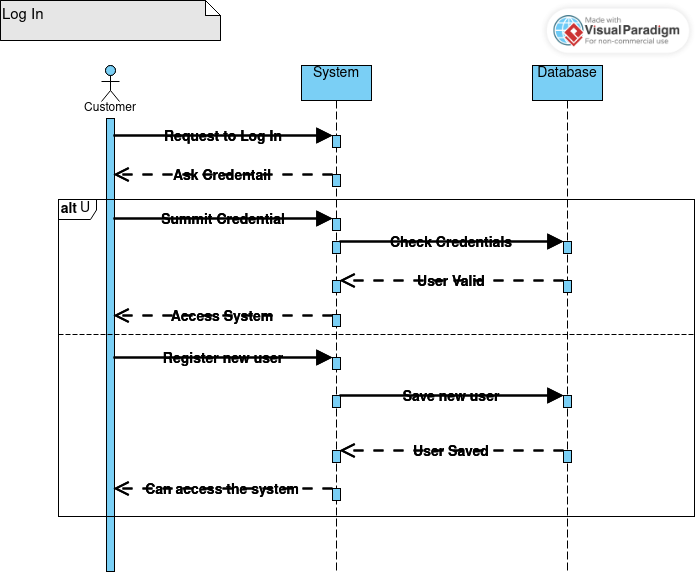 Log In
Made with
Visual Paradigm
For non-commercial use
System
Database
Customer
Request to Log In
Ask Credentail
alt U
Summit Credential
Check Credentials
User Valid
Access System
Register new user
Save new user
User Saved
Can access the system